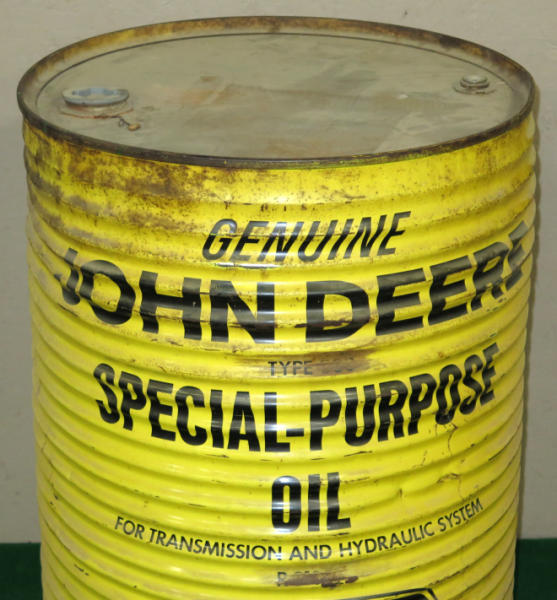 GENUINE
JOHN DEERE
TYPE
SPECIAL-PURPOSE
OIL
FOR TRANSMISSION AND HYDRAULIC SYSTEM